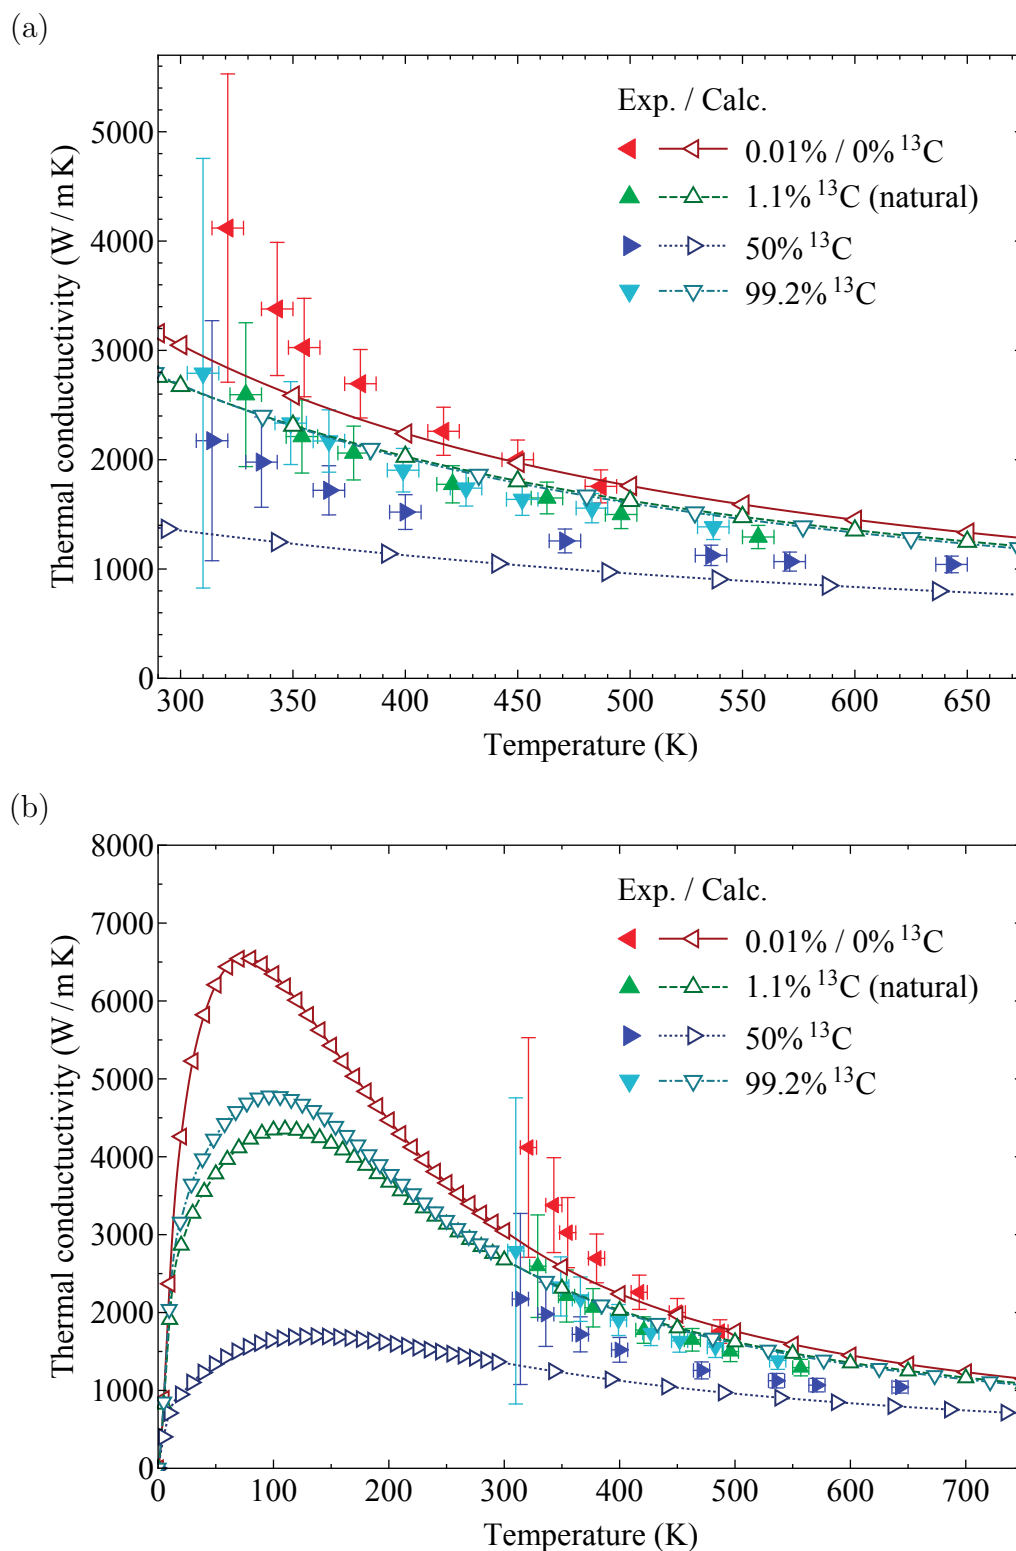 (a)
Thermal conductuctivity (W / m K)
5000
4000
3000
2000
1000
0
Exp. / Calc.
0.01% / 0% ¹³C
1.1% ¹³C (natural)
50% ¹³C
99.2% ¹³C
300 350 400 450 500 550 600 650
Temperature (K)
(b)
Thermal conductuctivity (W / m K)
8000
7000
6000
5000
4000
3000
2000
1000
0
Exp. / Calc.
0.01% / 0% ¹³C
1.1% ¹³C (natural)
50% ¹³C
99.2% ¹³C
0 100 200 300 400 500 600 700
Temperature (K)